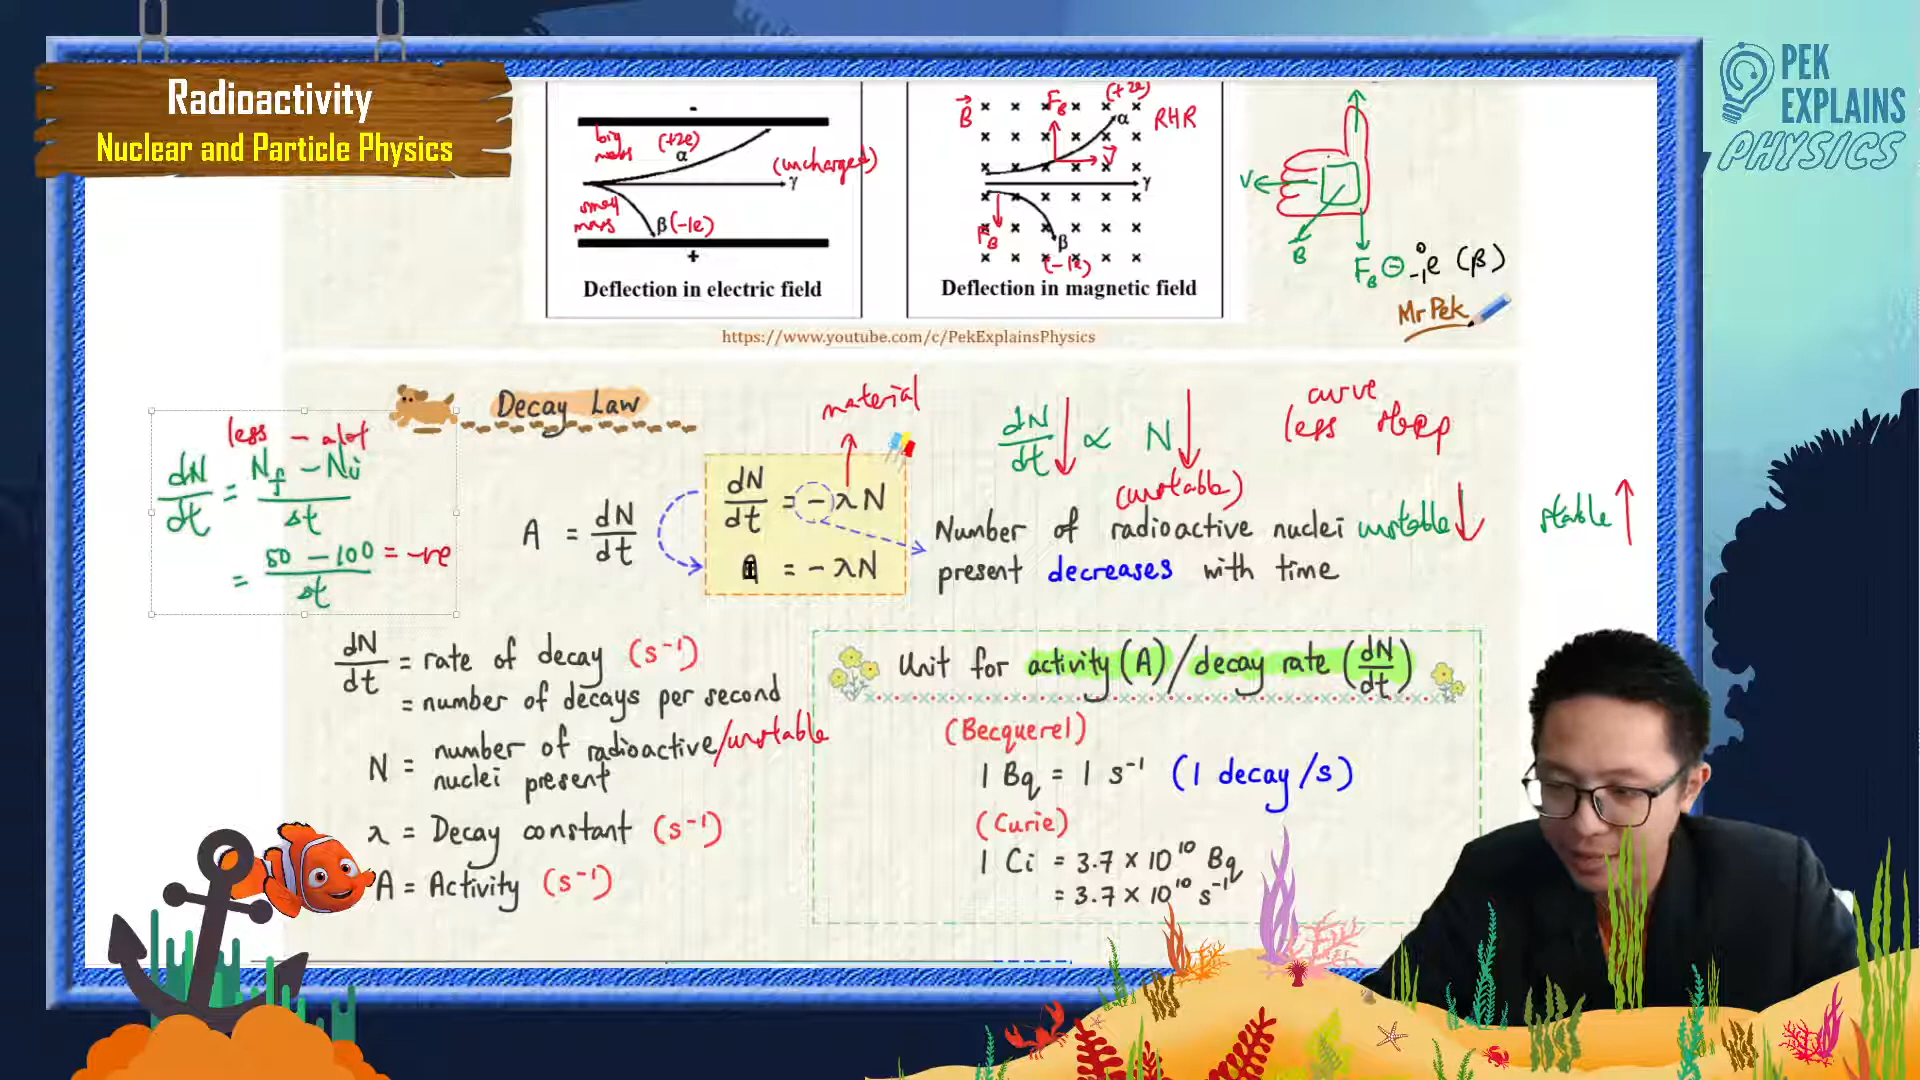 Radioactivity
Nuclear and Particle Physics
PEK
EXPLAINS
PHYSICS
-
big
mass
(+2e)
α
(uncharged)
γ
small
mass
β (-1e)
+
Deflection in electric field
B
F_B
(+2e)
α
RHR
V
γ
F_B
β
(-1e)
Deflection in magnetic field
V
B
F_B ⊖ ⁰₋₁e (β)
Mr Pek
https://www.youtube.com/c/PekExplainsPhysics
Decay Law
material
less - alot
dN/dt = (N_f - N_i)/Δt
= (50 - 100)/Δt = -ve
A = dN/dt
dN/dt = -λN
A = -λN
dN/dt ↓ ∝ N ↓
(unstable)
curve
less steep
Number of radioactive nuclei unstable ↓ stable ↑
present decreases with time
dN/dt = rate of decay (s⁻¹)
= number of decays per second
N = number of radioactive/unstable
nuclei present
λ = Decay constant (s⁻¹)
A = Activity (s⁻¹)
Unit for activity (A) / decay rate (dN/dt)
(Becquerel)
1 Bq = 1 s⁻¹ (1 decay/s)
(Curie)
1 Ci = 3.7 × 10¹⁰ Bq
= 3.7 × 10¹⁰ s⁻¹